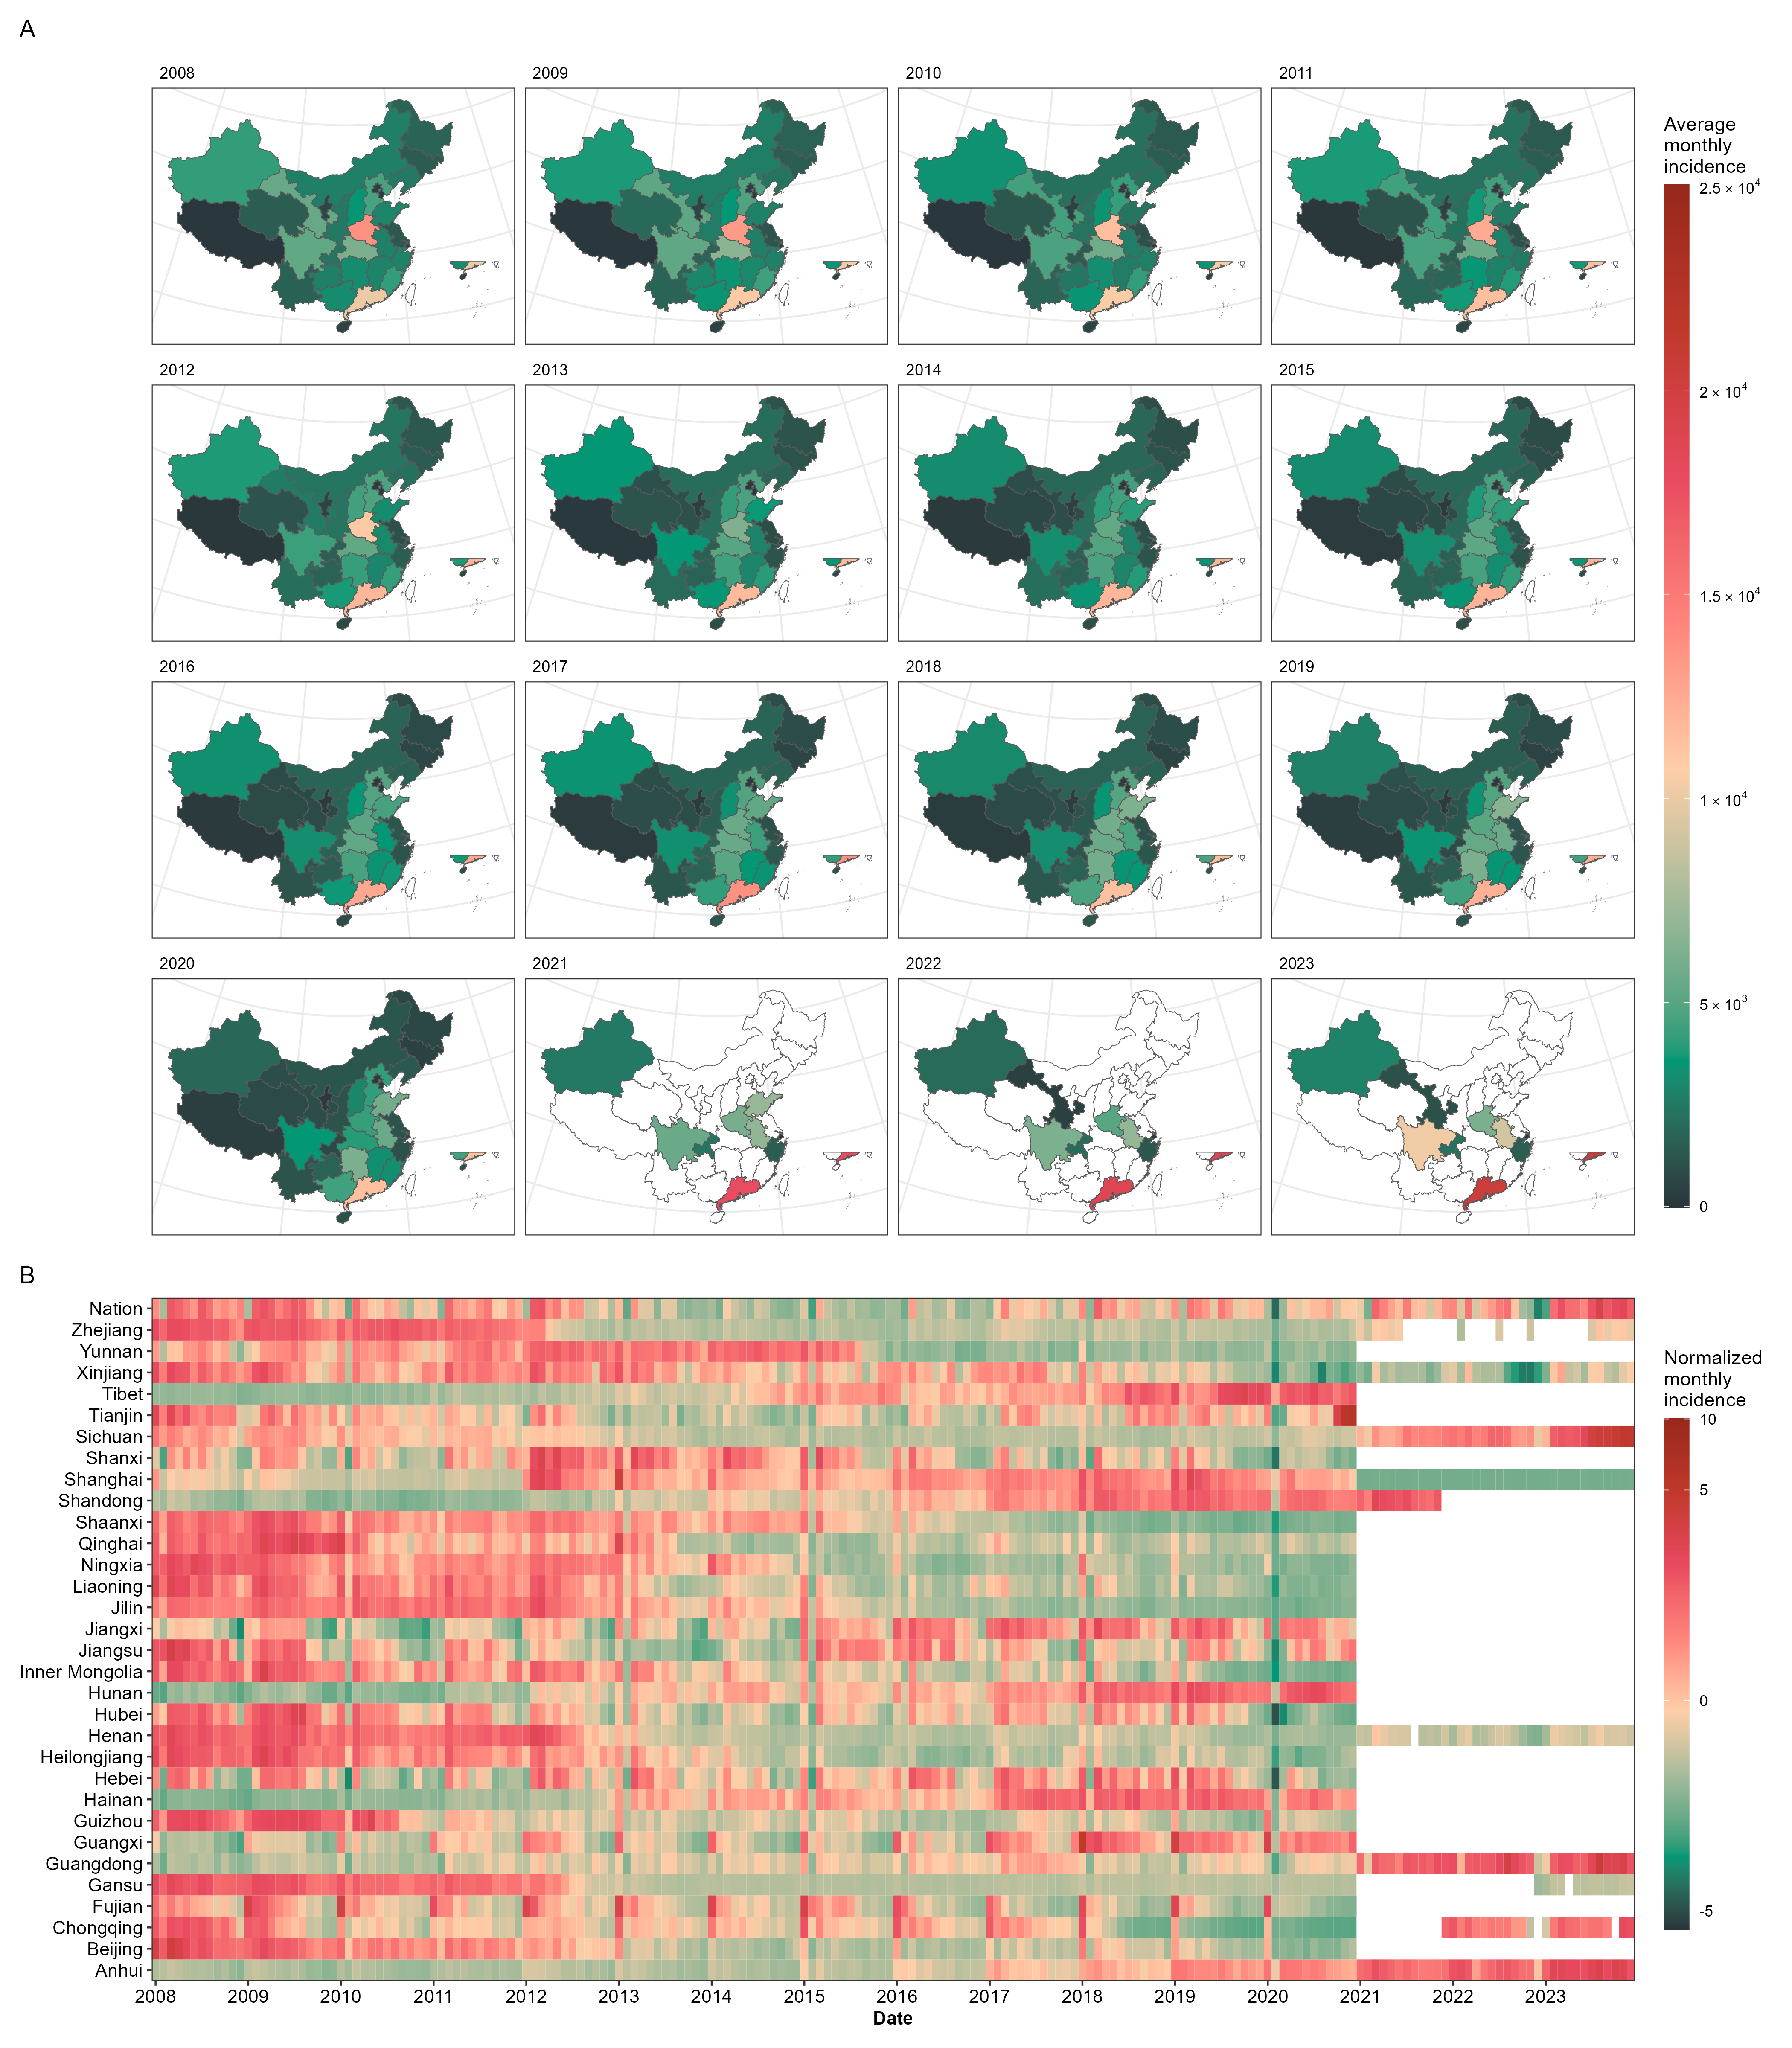 A
2008
2009
2010
2011
2012
2013
2014
2015
2016
2017
2018
2019
2020
2021
2022
2023
Average
monthly
incidence
2.5 × 10⁴
2 × 10⁴
1.5 × 10⁴
1 × 10⁴
5 × 10³
0
B
Nation
Zhejiang
Yunnan
Xinjiang
Tibet
Tianjin
Sichuan
Shanxi
Shanghai
Shandong
Shaanxi
Qinghai
Ningxia
Liaoning
Jilin
Jiangxi
Jiangsu
Inner Mongolia
Hunan
Hubei
Henan
Heilongjiang
Hebei
Hainan
Guizhou
Guangxi
Guangdong
Gansu
Fujian
Chongqing
Beijing
Anhui
2008 2009 2010 2011 2012 2013 2014 2015 2016 2017 2018 2019 2020 2021 2022 2023
Date
Normalized
monthly
incidence
10
5
0
-5